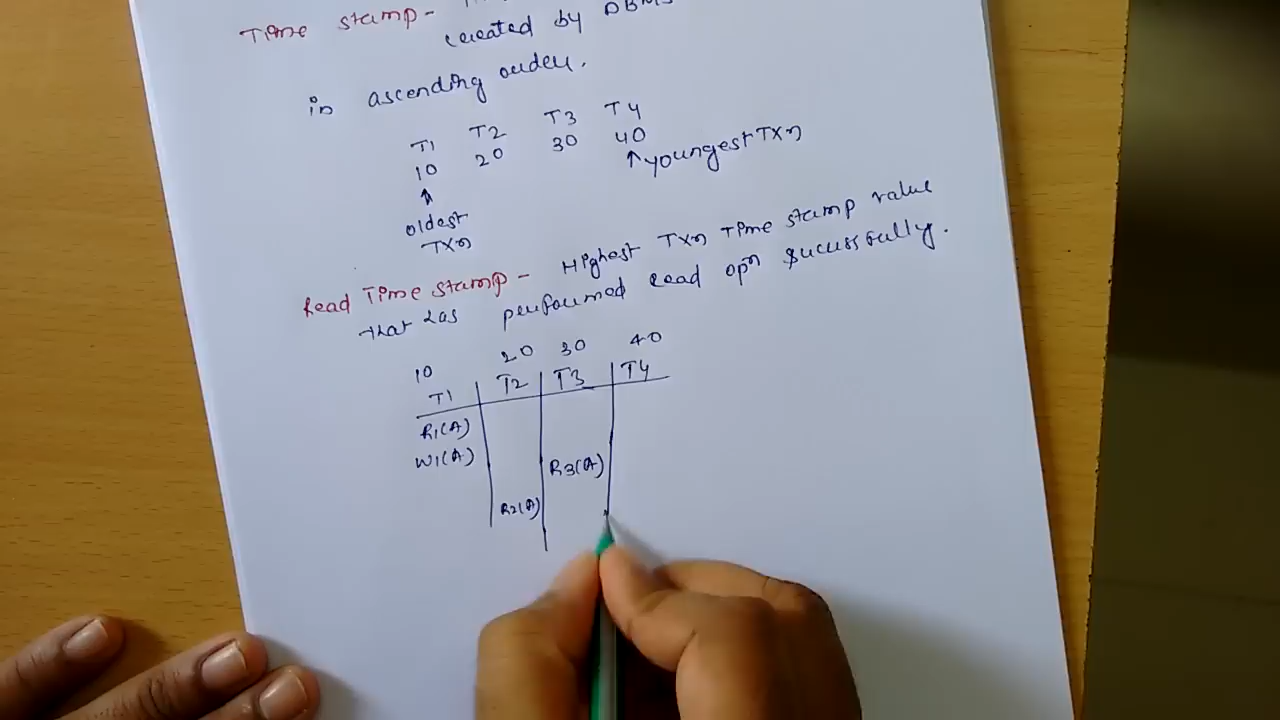 Time stamp -
created by DBMS
in ascending order.
T1 T2 T3 T4
10 20 30 40
↑ ↑ youngest TXn
oldest
TXn
Read Time stamp - Highest TXn Time stamp value
that has performed read opn successfully.
10 20 30 40
T1 T2 T3 T4
R1(A)
W1(A) R3(A)
R2(A)